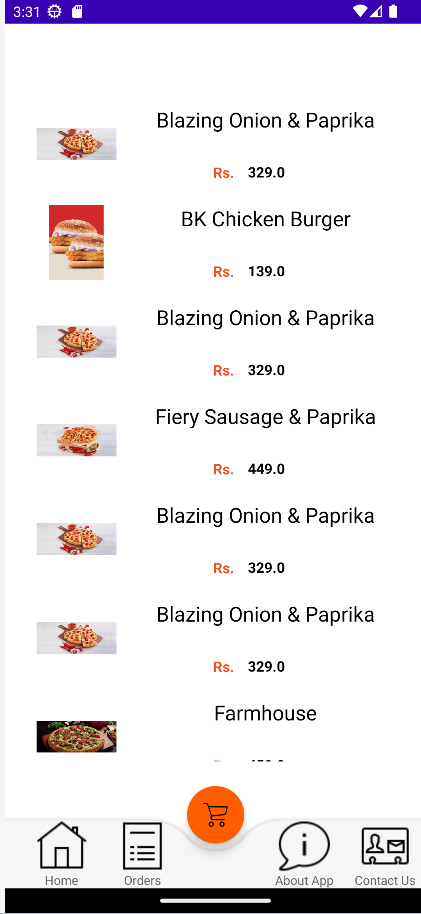 3:31
Blazing Onion & Paprika
Rs. 329.0
BK Chicken Burger
Rs. 139.0
Blazing Onion & Paprika
Rs. 329.0
Fiery Sausage & Paprika
Rs. 449.0
Blazing Onion & Paprika
Rs. 329.0
Blazing Onion & Paprika
Rs. 329.0
Farmhouse
Home Orders About App Contact Us